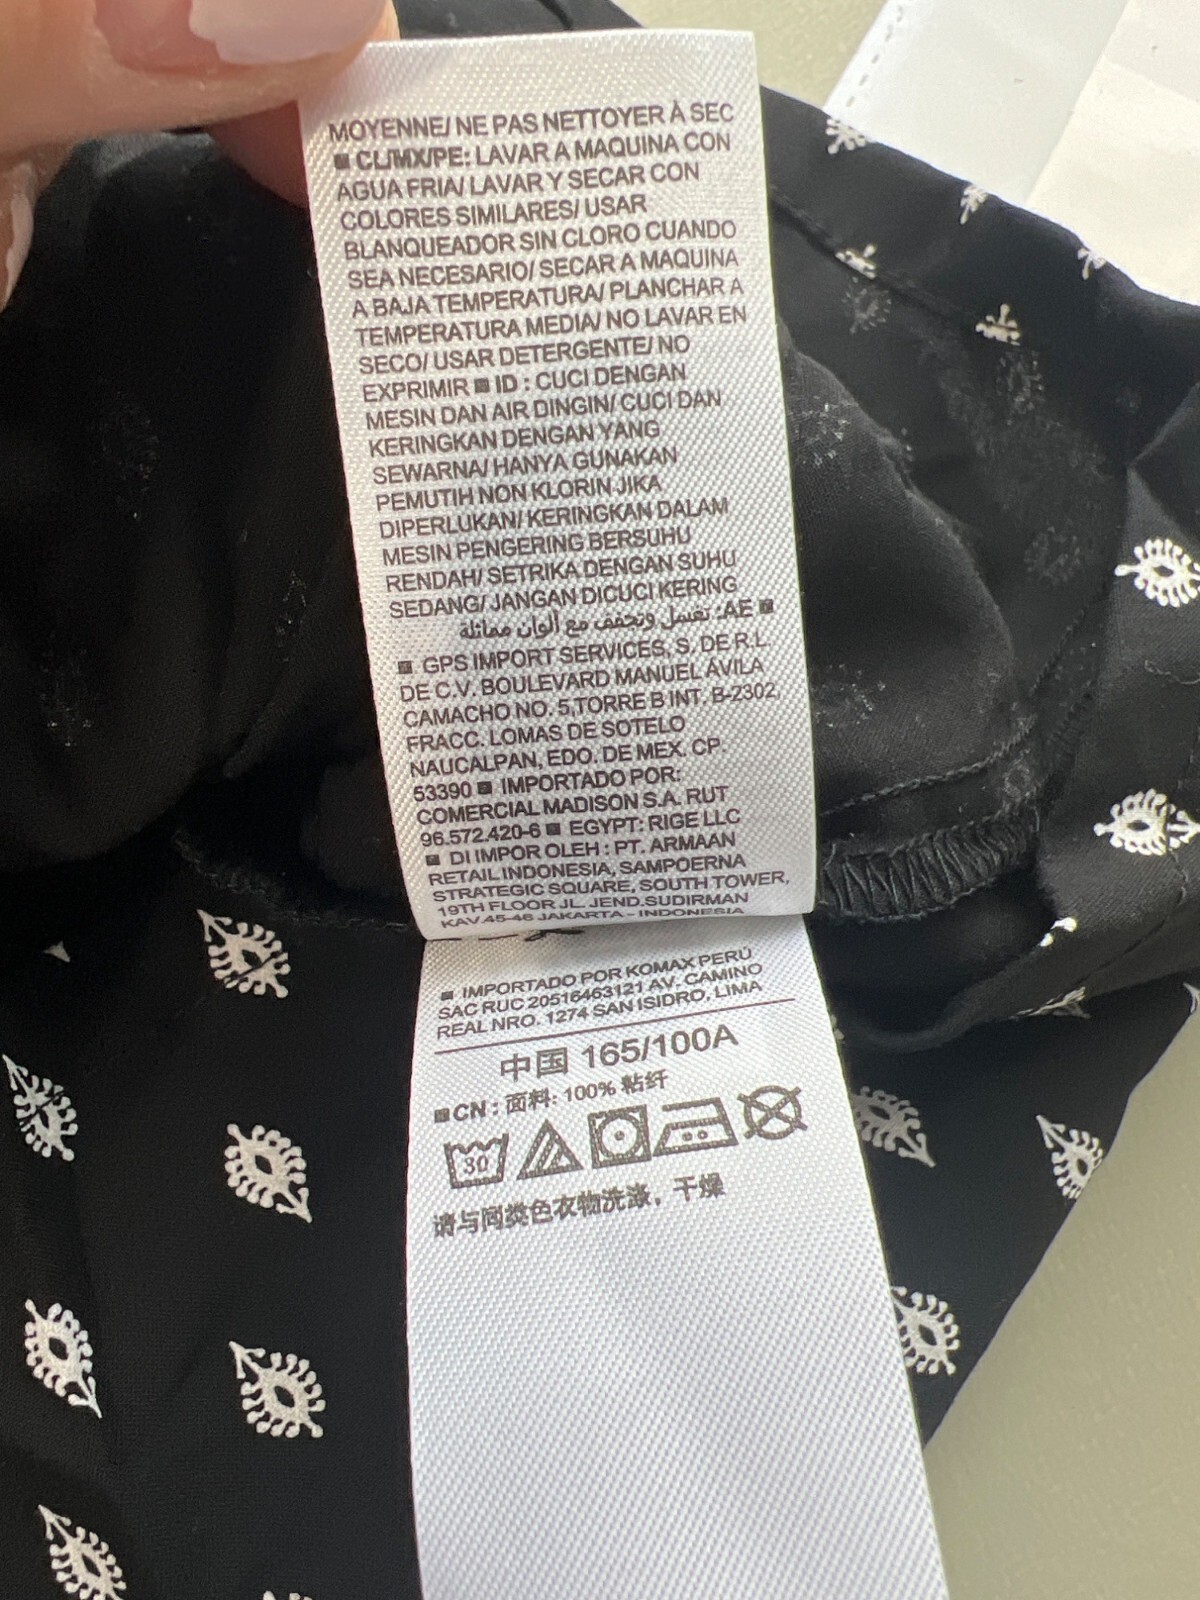 MOYENNE/ NE PAS NETTOYER À SEC
■ CL/MX/PE: LAVAR A MAQUINA CON
AGUA FRIA/ LAVAR Y SECAR CON
COLORES SIMILARES/ USAR
BLANQUEADOR SIN CLORO CUANDO
SEA NECESARIO/ SECAR A MAQUINA
A BAJA TEMPERATURA/ PLANCHAR A
TEMPERATURA MEDIA/ NO LAVAR EN
SECO/ USAR DETERGENTE/ NO
EXPRIMIR ■ ID : CUCI DENGAN
MESIN DAN AIR DINGIN/ CUCI DAN
KERINGKAN DENGAN YANG
SEWARNA/ HANYA GUNAKAN
PEMUTIH NON KLORIN JIKA
DIPERLUKAN/ KERINGKAN DALAM
MESIN PENGERING BERSUHU
RENDAH/ SETRIKA DENGAN SUHU
SEDANG/ JANGAN DICUCI KERING
■ AE: تغسل وتجفف مع ألوان مماثلة
■ GPS IMPORT SERVICES, S. DE R.L.
DE C.V. BOULEVARD MANUEL ÁVILA
CAMACHO NO. 5,TORRE B INT. B-2302,
FRACC. LOMAS DE SOTELO
NAUCALPAN, EDO. DE MEX. CP:
53390 ■ IMPORTADO POR:
COMERCIAL MADISON S.A. RUT
96.572.420-6 ■ EGYPT: RIGE LLC
■ DI IMPOR OLEH : PT. ARMAAN
RETAIL INDONESIA, SAMPOERNA
STRATEGIC SQUARE, SOUTH TOWER,
19TH FLOOR JL. JEND.SUDIRMAN
KAV.45-46 JAKARTA - INDONESIA
■ IMPORTADO POR KOMAX PERÚ
SAC RUC 20516463121 AV. CAMINO
REAL NRO. 1274 SAN ISIDRO, LIMA
中国 165/100A
■CN : 面料: 100% 粘纤
30
请与同类色衣物洗涤，干燥